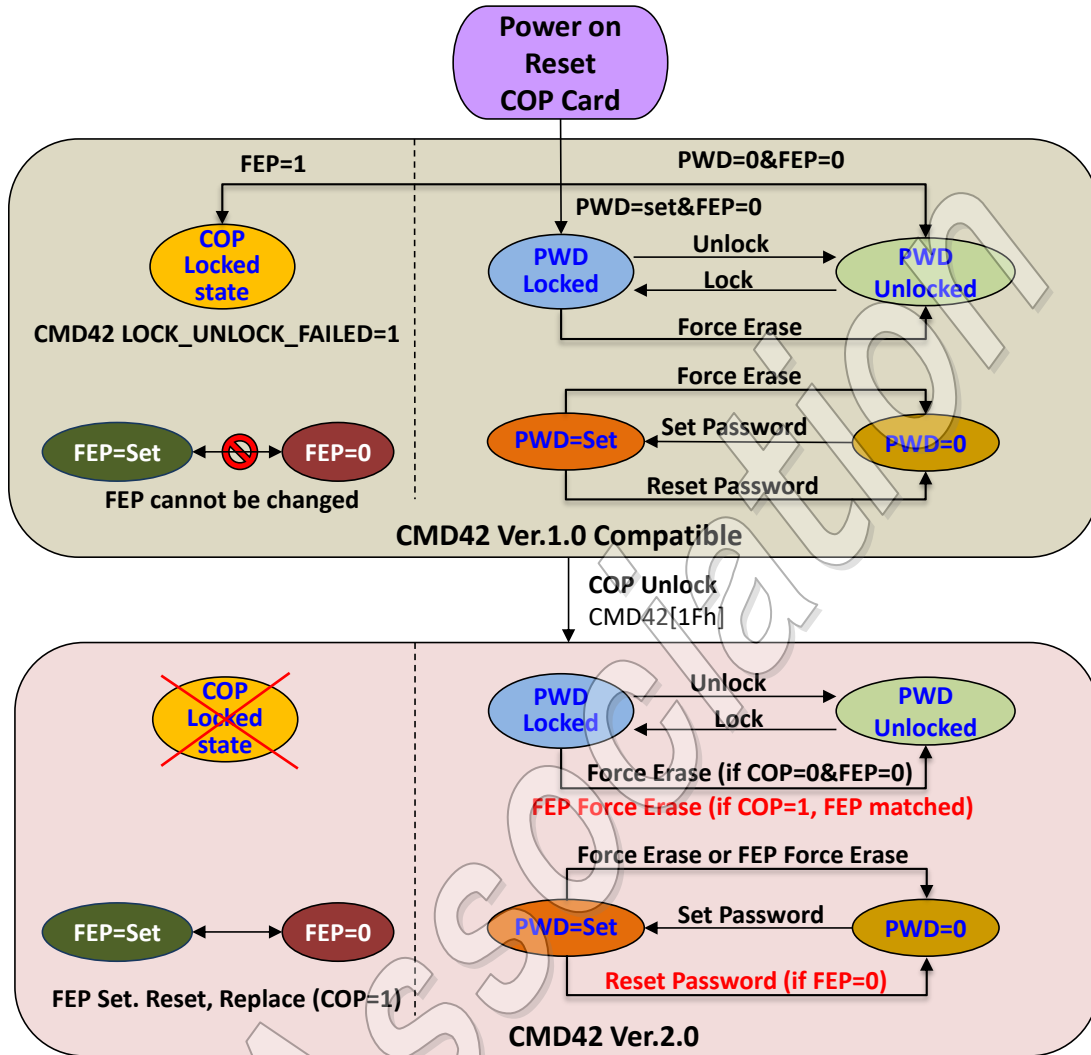 Power on
Reset
COP Card
FEP=1
PWD=0&FEP=0
PWD=set&FEP=0
COP
Locked
state
PWD
Locked
Unlock
Lock
PWD
Unlocked
CMD42 LOCK_UNLOCK_FAILED=1
Force Erase
Force Erase
FEP=Set
FEP=0
PWD=Set
Set Password
PWD=0
FEP cannot be changed
Reset Password
CMD42 Ver.1.0 Compatible
COP Unlock
CMD42[1Fh]
COP
Locked
state
PWD
Locked
Unlock
Lock
PWD
Unlocked
Force Erase (if COP=0&FEP=0)
FEP Force Erase (if COP=1, FEP matched)
Force Erase or FEP Force Erase
FEP=Set
FEP=0
PWD=Set
Set Password
PWD=0
Reset Password (if FEP=0)
FEP Set. Reset, Replace (COP=1)
CMD42 Ver.2.0
Association